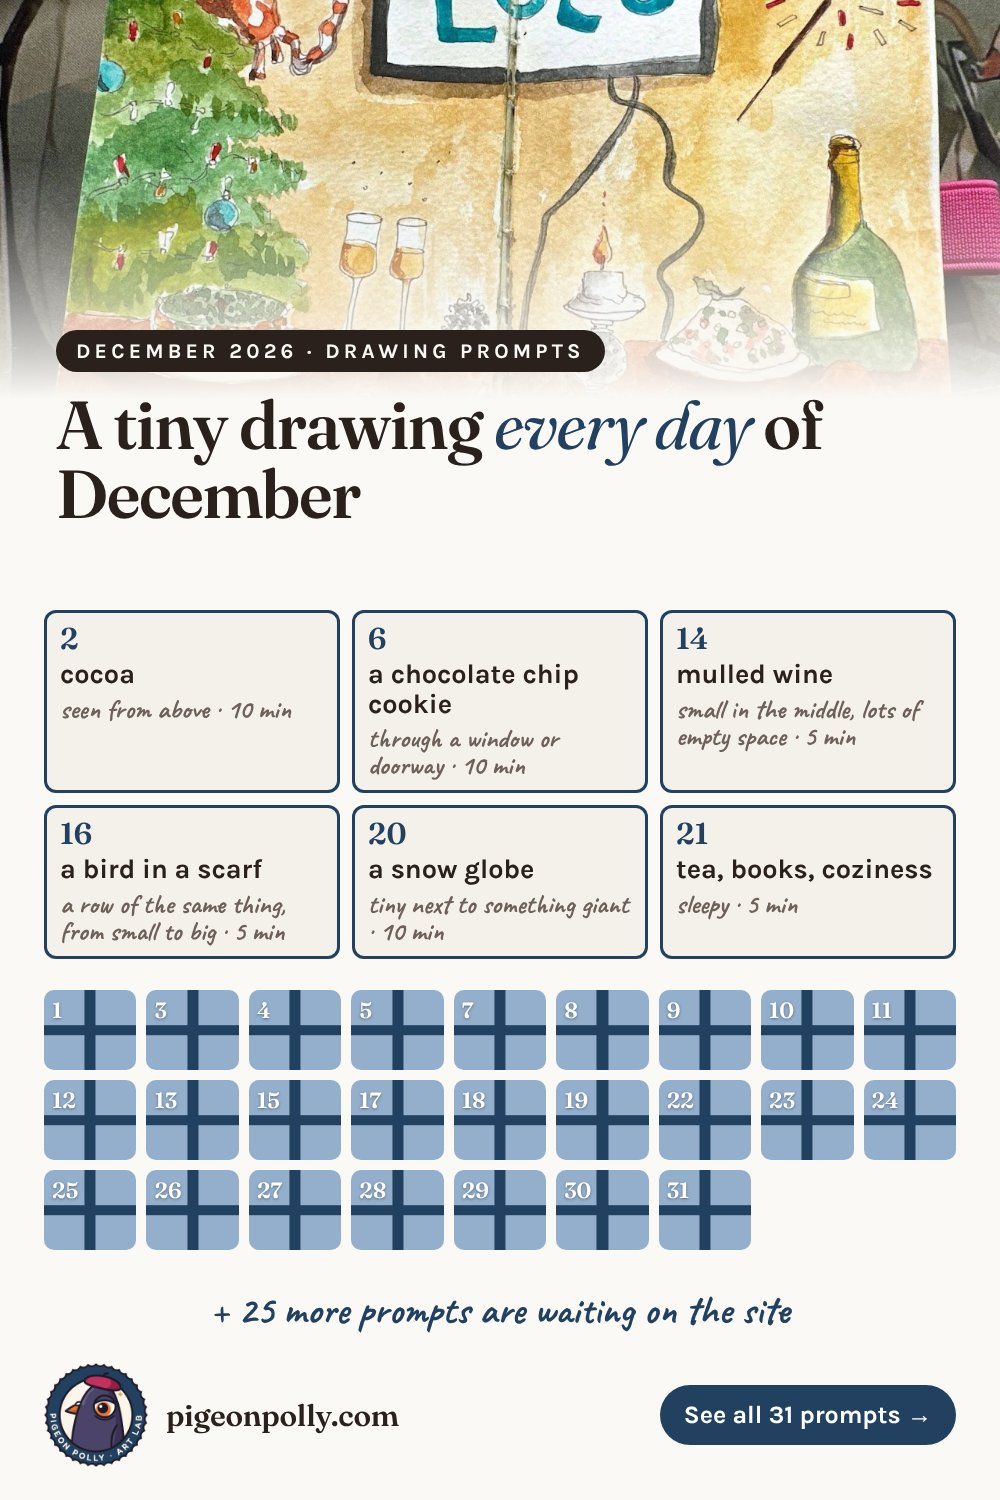 DECEMBER 2026 · DRAWING PROMPTS
A tiny drawing every day of
December
2
cocoa
seen from above · 10 min
6
a chocolate chip
cookie
through a window or
doorway · 10 min
14
mulled wine
small in the middle, lots of
empty space · 5 min
16
a bird in a scarf
a row of the same thing,
from small to big · 5 min
20
a snow globe
tiny next to something giant
· 10 min
21
tea, books, coziness
sleepy · 5 min
1 3 4 5 7 8 9 10 11
12 13 15 17 18 19 22 23 24
25 26 27 28 29 30 31
+ 25 more prompts are waiting on the site
PIGEON POLLY · ART LAB
pigeonpolly.com
See all 31 prompts →